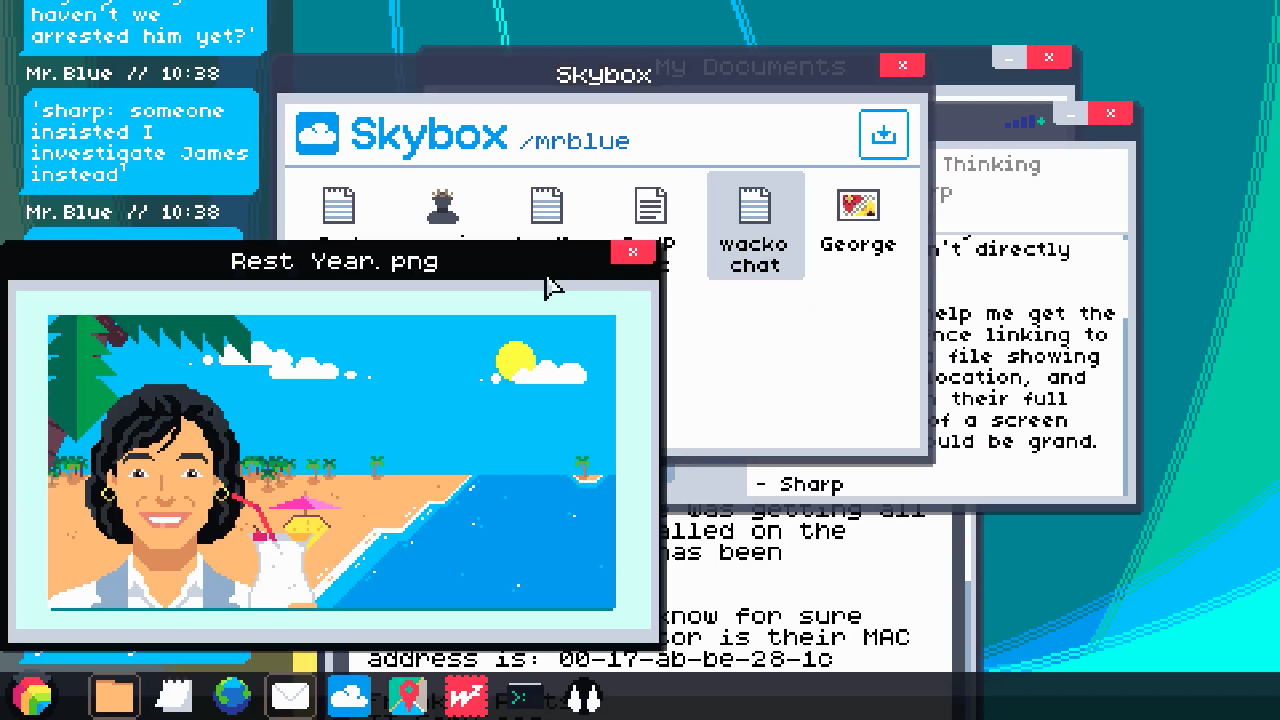 haven't we
arrested him yet?'
Mr.Blue // 10:38
'sharp: someone
insisted I
investigate James
instead'
Mr.Blue // 10:38
My Documents
Skybox
Skybox /mrblue
wacko
chat
George
Thinking
n't directly
elp me get the
nce linking to
file showing
ocation, and
their full
of a screen
uld be grand.
- Sharp
Rest Year.png
was getting all
alled on the
has been
know for sure
tor is their MAC
address is: 00-17-ab-be-28-1c